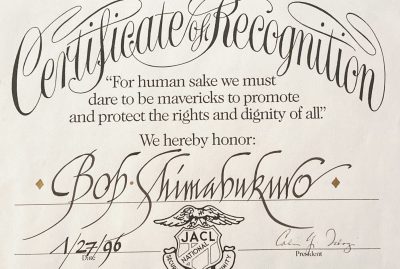 Certificate of Recognition
“For human sake we must
dare to be mavericks to promote
and protect the rights and dignity of all.”
We hereby honor:
Bob Shimabukuro
JACL
NATIONAL
1/27/96
Date
President